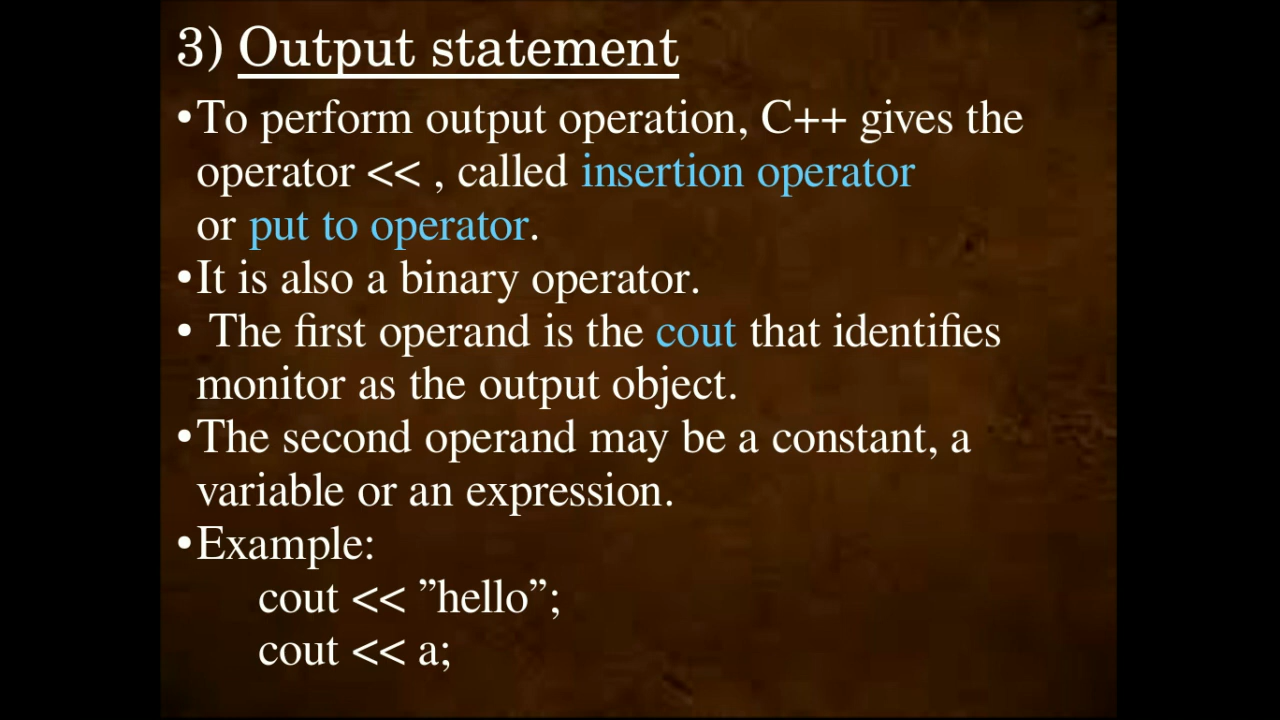 3) Output statement
•To perform output operation, C++ gives the
operator << , called insertion operator
or put to operator.
•It is also a binary operator.
• The first operand is the cout that identifies
monitor as the output object.
•The second operand may be a constant, a
variable or an expression.
•Example:
cout << ”hello”;
cout << a;